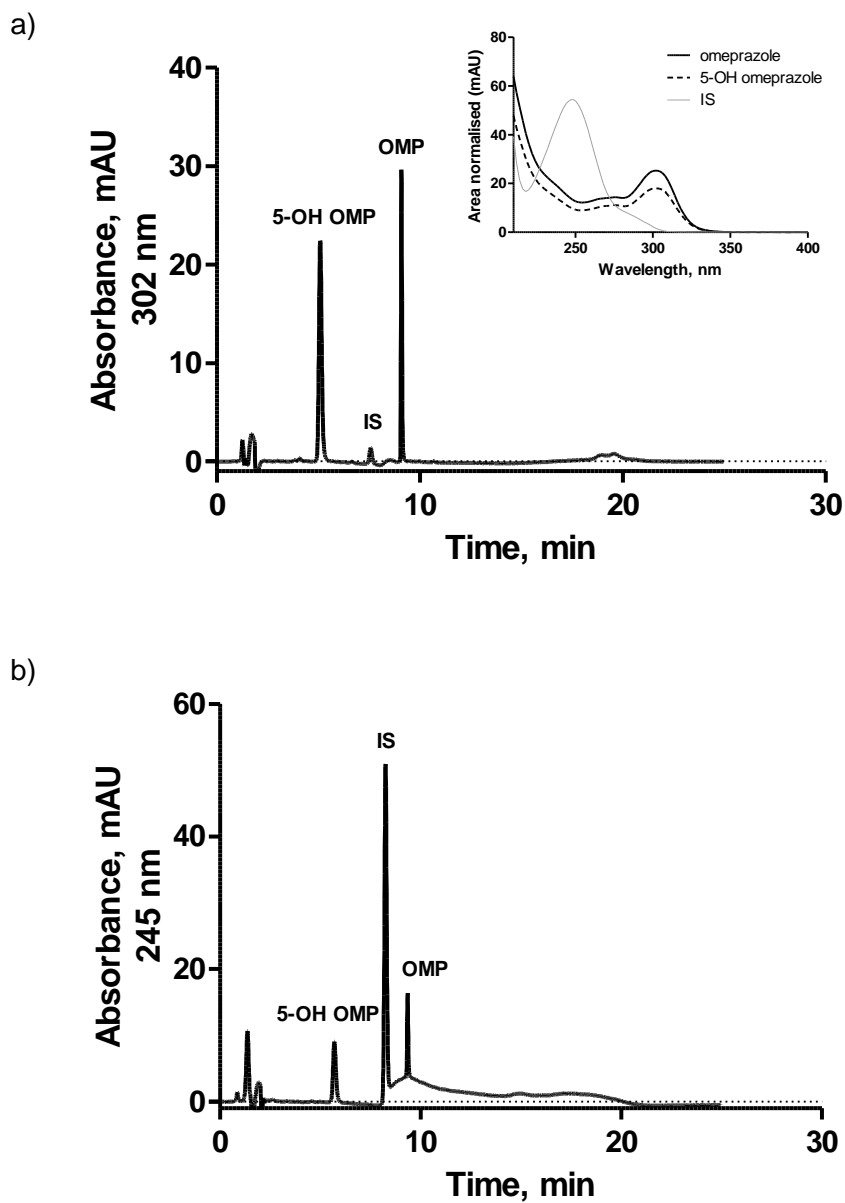 a)
Absorbance, mAU
302 nm
40
30
20
10
0
0
10
20
30
Time, min
5-OH OMP
IS
OMP
Area normalised (mAU)
80
60
40
20
0
250
300
350
400
Wavelength, nm
omeprazole
5-OH omeprazole
IS
b)
Absorbance, mAU
245 nm
60
40
20
0
0
10
20
30
Time, min
5-OH OMP
IS
OMP